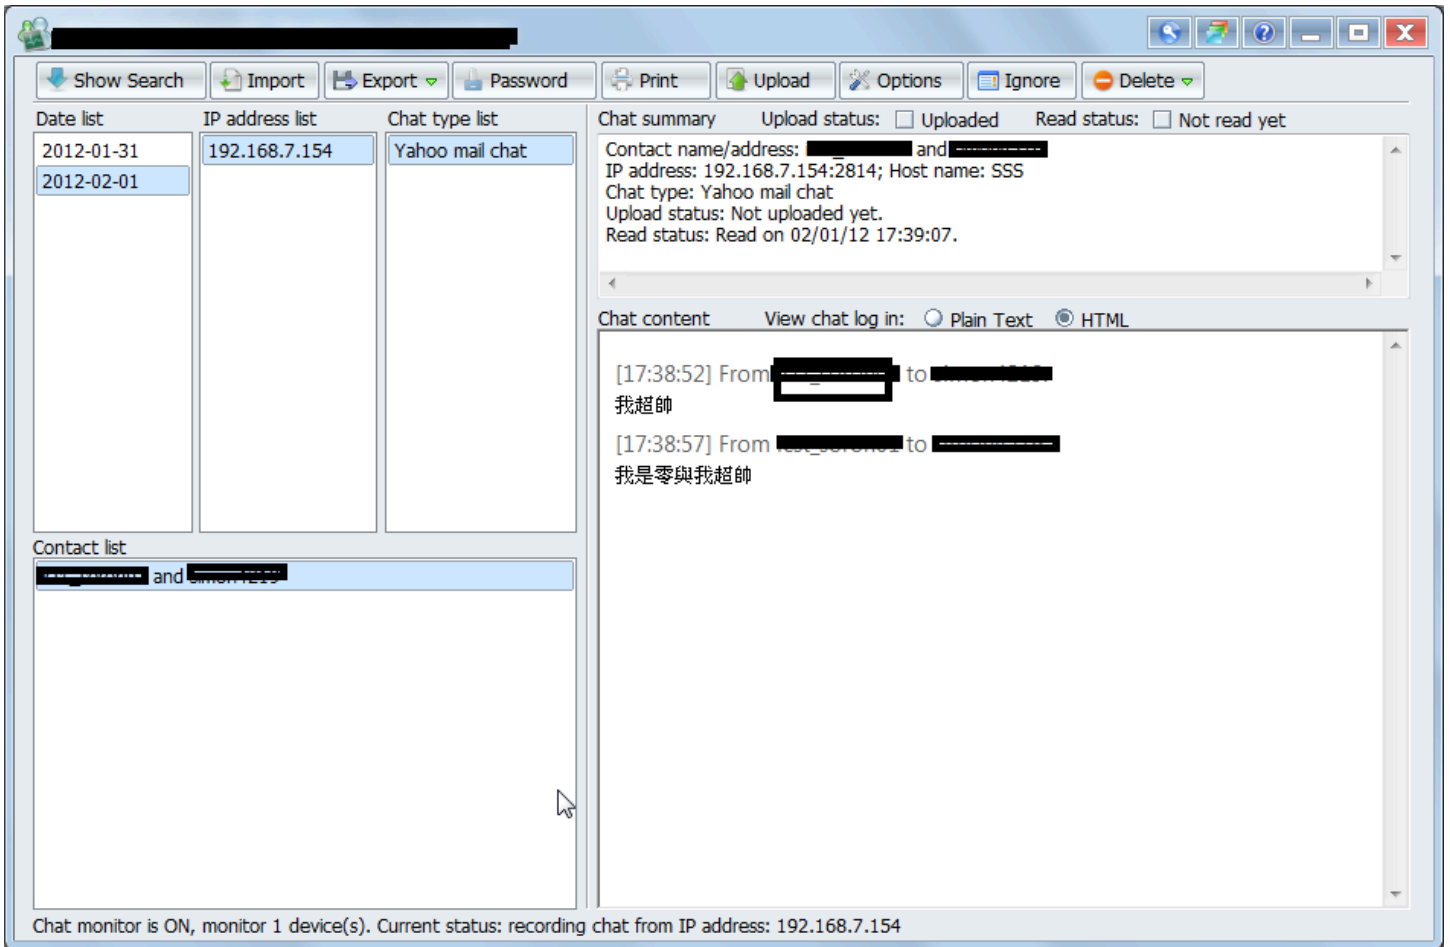 Show Search Import Export Password Print Upload Options Ignore Delete
Date list IP address list Chat type list
2012-01-31 192.168.7.154 Yahoo mail chat
2012-02-01
Chat summary Upload status: Uploaded Read status: Not read yet
Contact name/address: and
IP address: 192.168.7.154:2814; Host name: SSS
Chat type: Yahoo mail chat
Upload status: Not uploaded yet.
Read status: Read on 02/01/12 17:39:07.
Chat content View chat log in: Plain Text HTML
[17:38:52] From to
我超帥
[17:38:57] From to
我是零與我超帥
Contact list
and
Chat monitor is ON, monitor 1 device(s). Current status: recording chat from IP address: 192.168.7.154